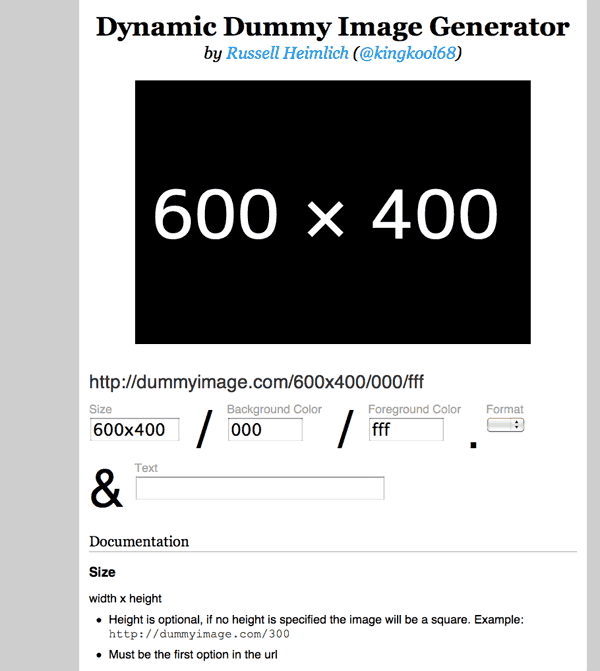 Dynamic Dummy Image Generator
by Russell Heimlich (@kingkool68)
600 × 400
http://dummyimage.com/600x400/000/fff
Size Background Color Foreground Color Format
600x400 / 000 / fff .
& Text
Documentation
Size
width x height
• Height is optional, if no height is specified the image will be a square. Example:
http://dummyimage.com/300
• Must be the first option in the url